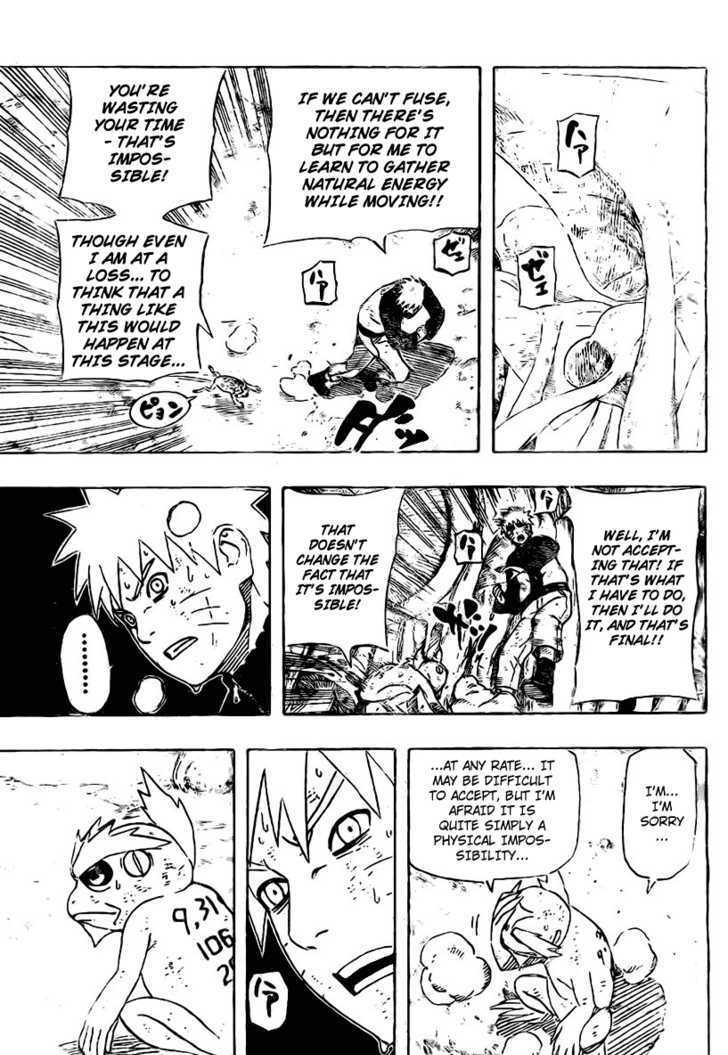 ハァ
ゼェ
IF WE CAN'T FUSE,
THEN THERE'S
NOTHING FOR IT
BUT FOR ME TO
LEARN TO GATHER
NATURAL ENERGY
WHILE MOVING!!
ゼェ
ハァ
YOU'RE
WASTING
YOUR TIME
- THAT'S
IMPOS-
SIBLE!
THOUGH EVEN
I AM AT A
LOSS... TO
THINK THAT A
THING LIKE
THIS WOULD
HAPPEN AT
THIS STAGE...
ピョン
WELL, I'M
NOT ACCEPT-
ING THAT! IF
THAT'S WHAT
I HAVE TO DO,
THEN I'LL DO
IT, AND THAT'S
FINAL!!
ハァ
ハァ
THAT
DOESN'T
CHANGE THE
FACT THAT
IT'S IMPOS-
SIBLE!
........
I'M...
I'M
SORRY
...
...AT ANY RATE... IT
MAY BE DIFFICULT
TO ACCEPT, BUT I'M
AFRAID IT IS
QUITE SIMPLY A
PHYSICAL IMPOS-
SIBILITY...
ハァ
9,31
106